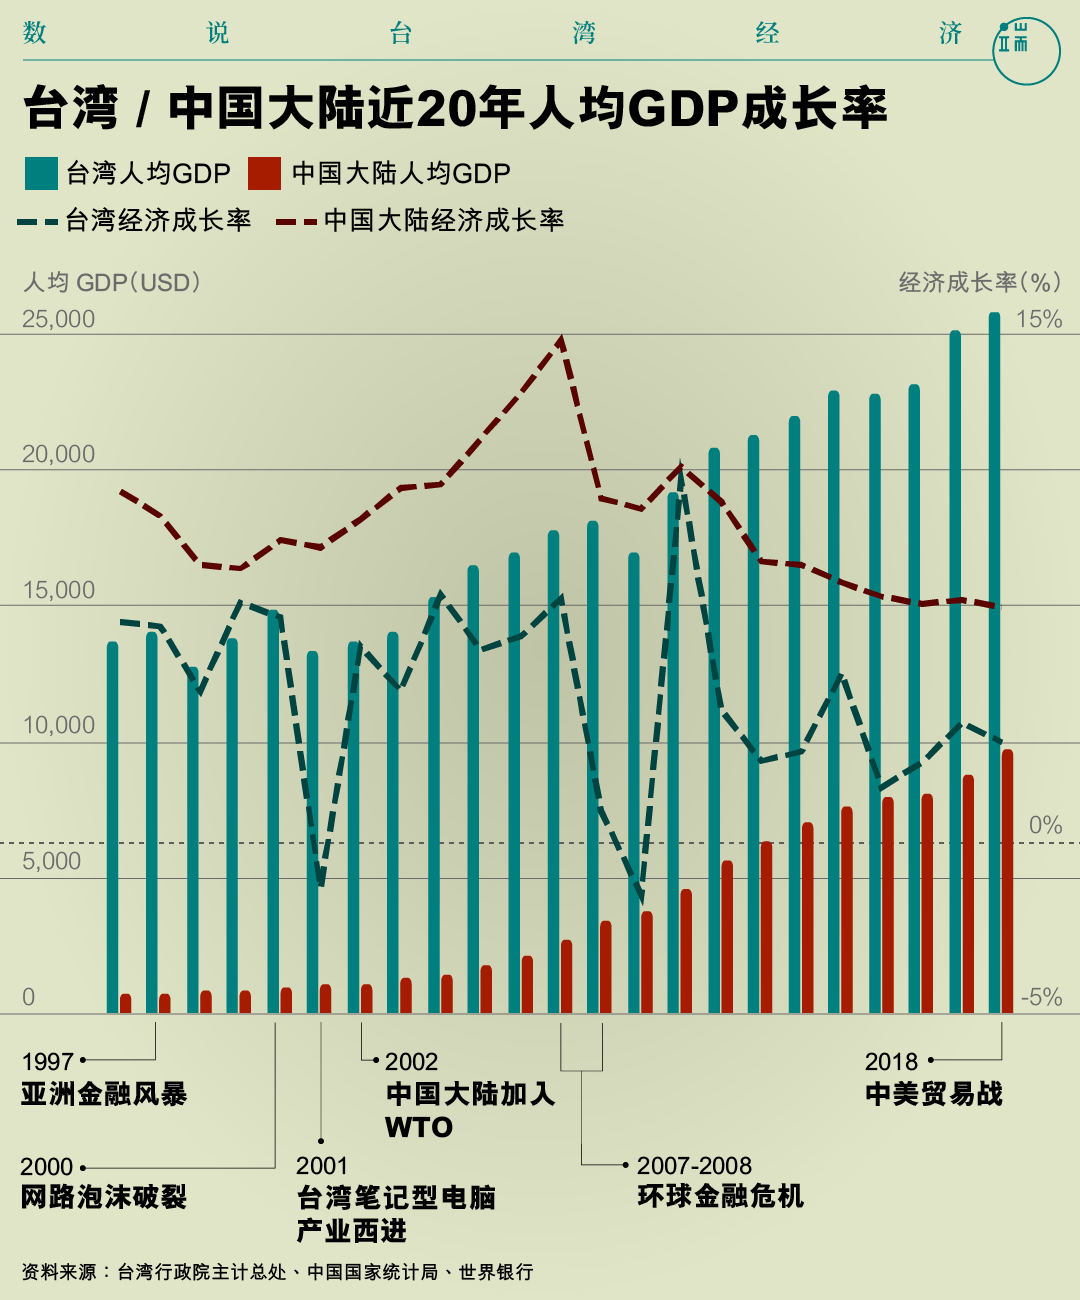 数说台湾经济
端
台湾 / 中国大陆近20年人均GDP成长率
台湾人均GDP 中国大陆人均GDP
台湾经济成长率 中国大陆经济成长率
人均 GDP（USD） 经济成长率（%）
25,000 15%
20,000
15,000
10,000
0%
5,000
0 -5%
1997
亚洲金融风暴
2002
中国大陆加入
WTO
2018
中美贸易战
2000
网路泡沫破裂
2001
台湾笔记型电脑
产业西进
2007-2008
环球金融危机
资料来源：台湾行政院主计总处、中国国家统计局、世界银行